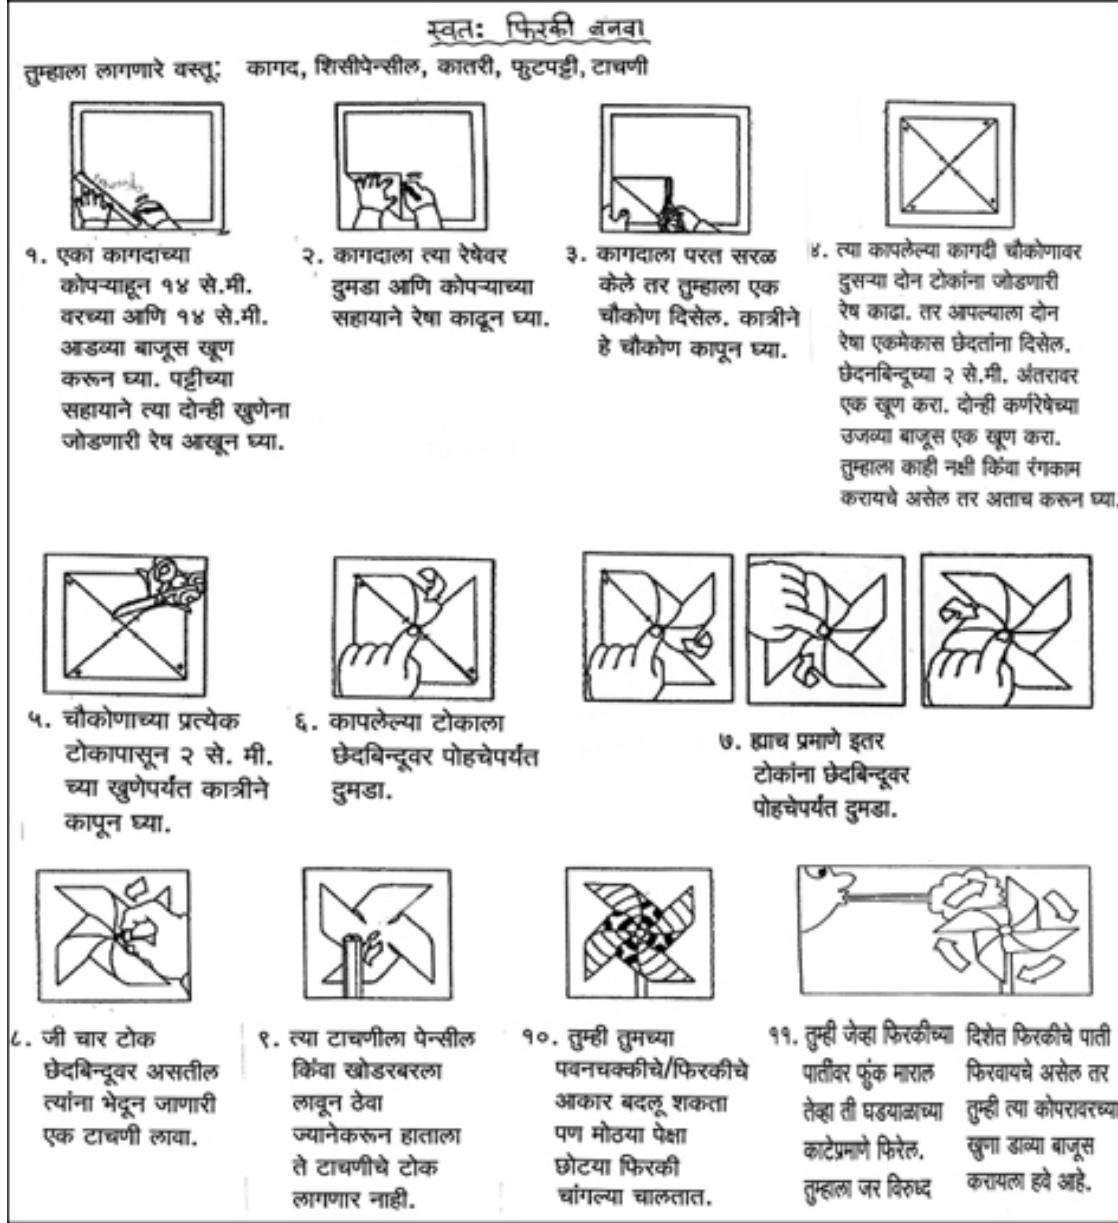 स्वतः फिरकी बनवा
तुम्हाला लागणारे वस्तू: कागद, शिसीपेन्सील, कातरी, फुटपट्टी, टाचणी
१. एका कागदाच्या
कोपऱ्याहून १४ से.मी.
वरच्या आणि १४ से.मी.
आडव्या बाजूस खूण
करून घ्या. पट्टीच्या
सहायाने त्या दोन्ही खुणेना
जोडणारी रेष आखून घ्या.
२. कागदाला त्या रेषेवर
दुमडा आणि कोपऱ्याच्या
सहायाने रेषा काढून घ्या.
३. कागदाला परत सरळ
केले तर तुम्हाला एक
चौकोण दिसेल. कात्रीने
हे चौकोण कापून घ्या.
४. त्या कापलेल्या कागदी चौकोणावर
दुसऱ्या दोन टोकांना जोडणारी
रेष काढा. तर आपल्याला दोन
रेषा एकमेकास छेदतांना दिसेल.
छेदनबिन्दूच्या २ से.मी. अंतरावर
एक खूण करा. दोन्ही कर्णरेषेच्या
उजव्या बाजूस एक खूण करा.
तुम्हाला काही नक्षी किंवा रंगकाम
करायचे असेल तर अताच करून घ्या.
५. चौकोणाच्या प्रत्येक
टोकापासून २ से. मी.
च्या खुणेपर्यंत कात्रीने
कापून घ्या.
६. कापलेल्या टोकाला
छेदबिन्दूवर पोहचेपर्यंत
दुमडा.
७. ह्याच प्रमाणे इतर
टोकांना छेदबिन्दूवर
पोहचेपर्यंत दुमडा.
८. जी चार टोक
छेदबिन्दूवर असतील
त्यांना भेदून जाणारी
एक टाचणी लावा.
९. त्या टाचणीला पेन्सील
किंवा खोडरबरला
लावून ठेवा
ज्यानेकरून हाताला
ते टाचणीचे टोक
लागणार नाही.
१०. तुम्ही तुमच्या
पवनचक्कीचे/फिरकीचे
आकार बदलू शकता
पण मोठया पेक्षा
छोटया फिरकी
चांगल्या चालतात.
११. तुम्ही जेव्हा फिरकीच्या
पातीवर फुंक माराल
तेव्हा ती घडयाळाच्या
काटेप्रमाणे फिरेल.
तुम्हाला जर विरुध्द
दिशेत फिरकीचे पाती
फिरवायचे असेल तर
तुम्ही त्या कोपरावरच्या
खुणा डाव्या बाजूस
करायला हवे आहे.